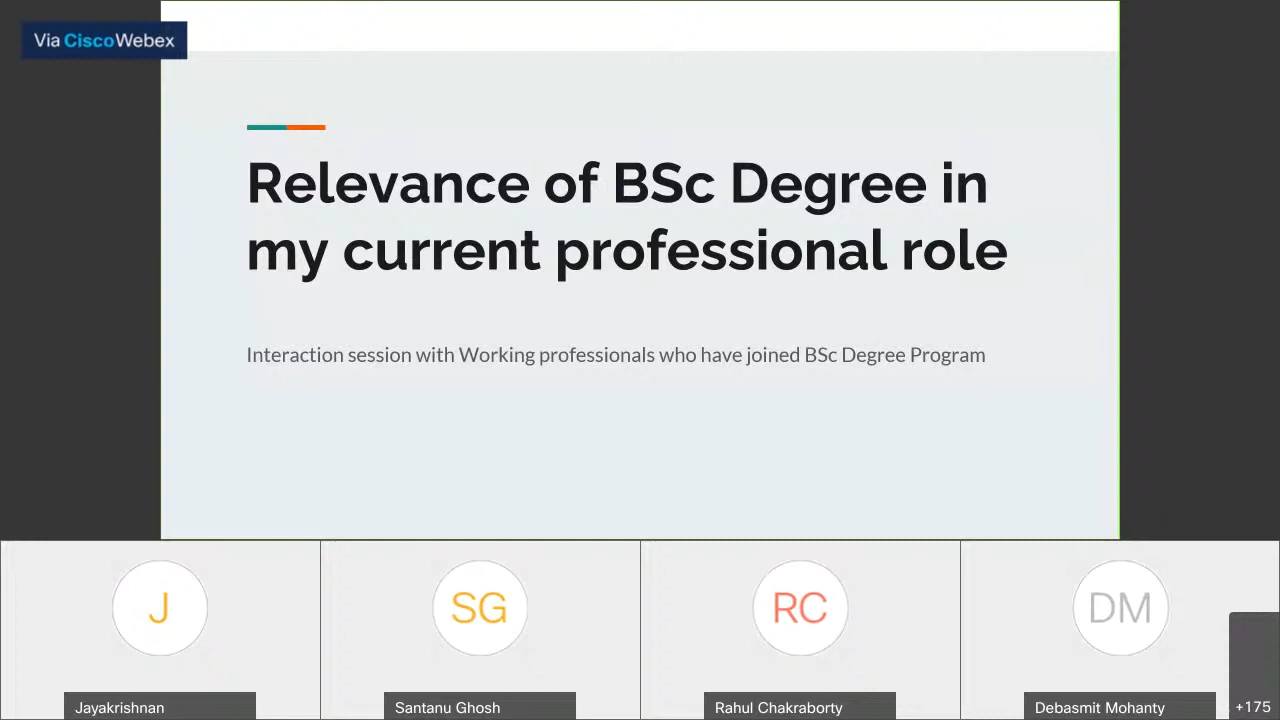 Via CiscoWebex
Relevance of BSc Degree in
my current professional role
Interaction session with Working professionals who have joined BSc Degree Program
J
SG
RC
DM
Jayakrishnan
Santanu Ghosh
Rahul Chakraborty
Debasmit Mohanty
+175